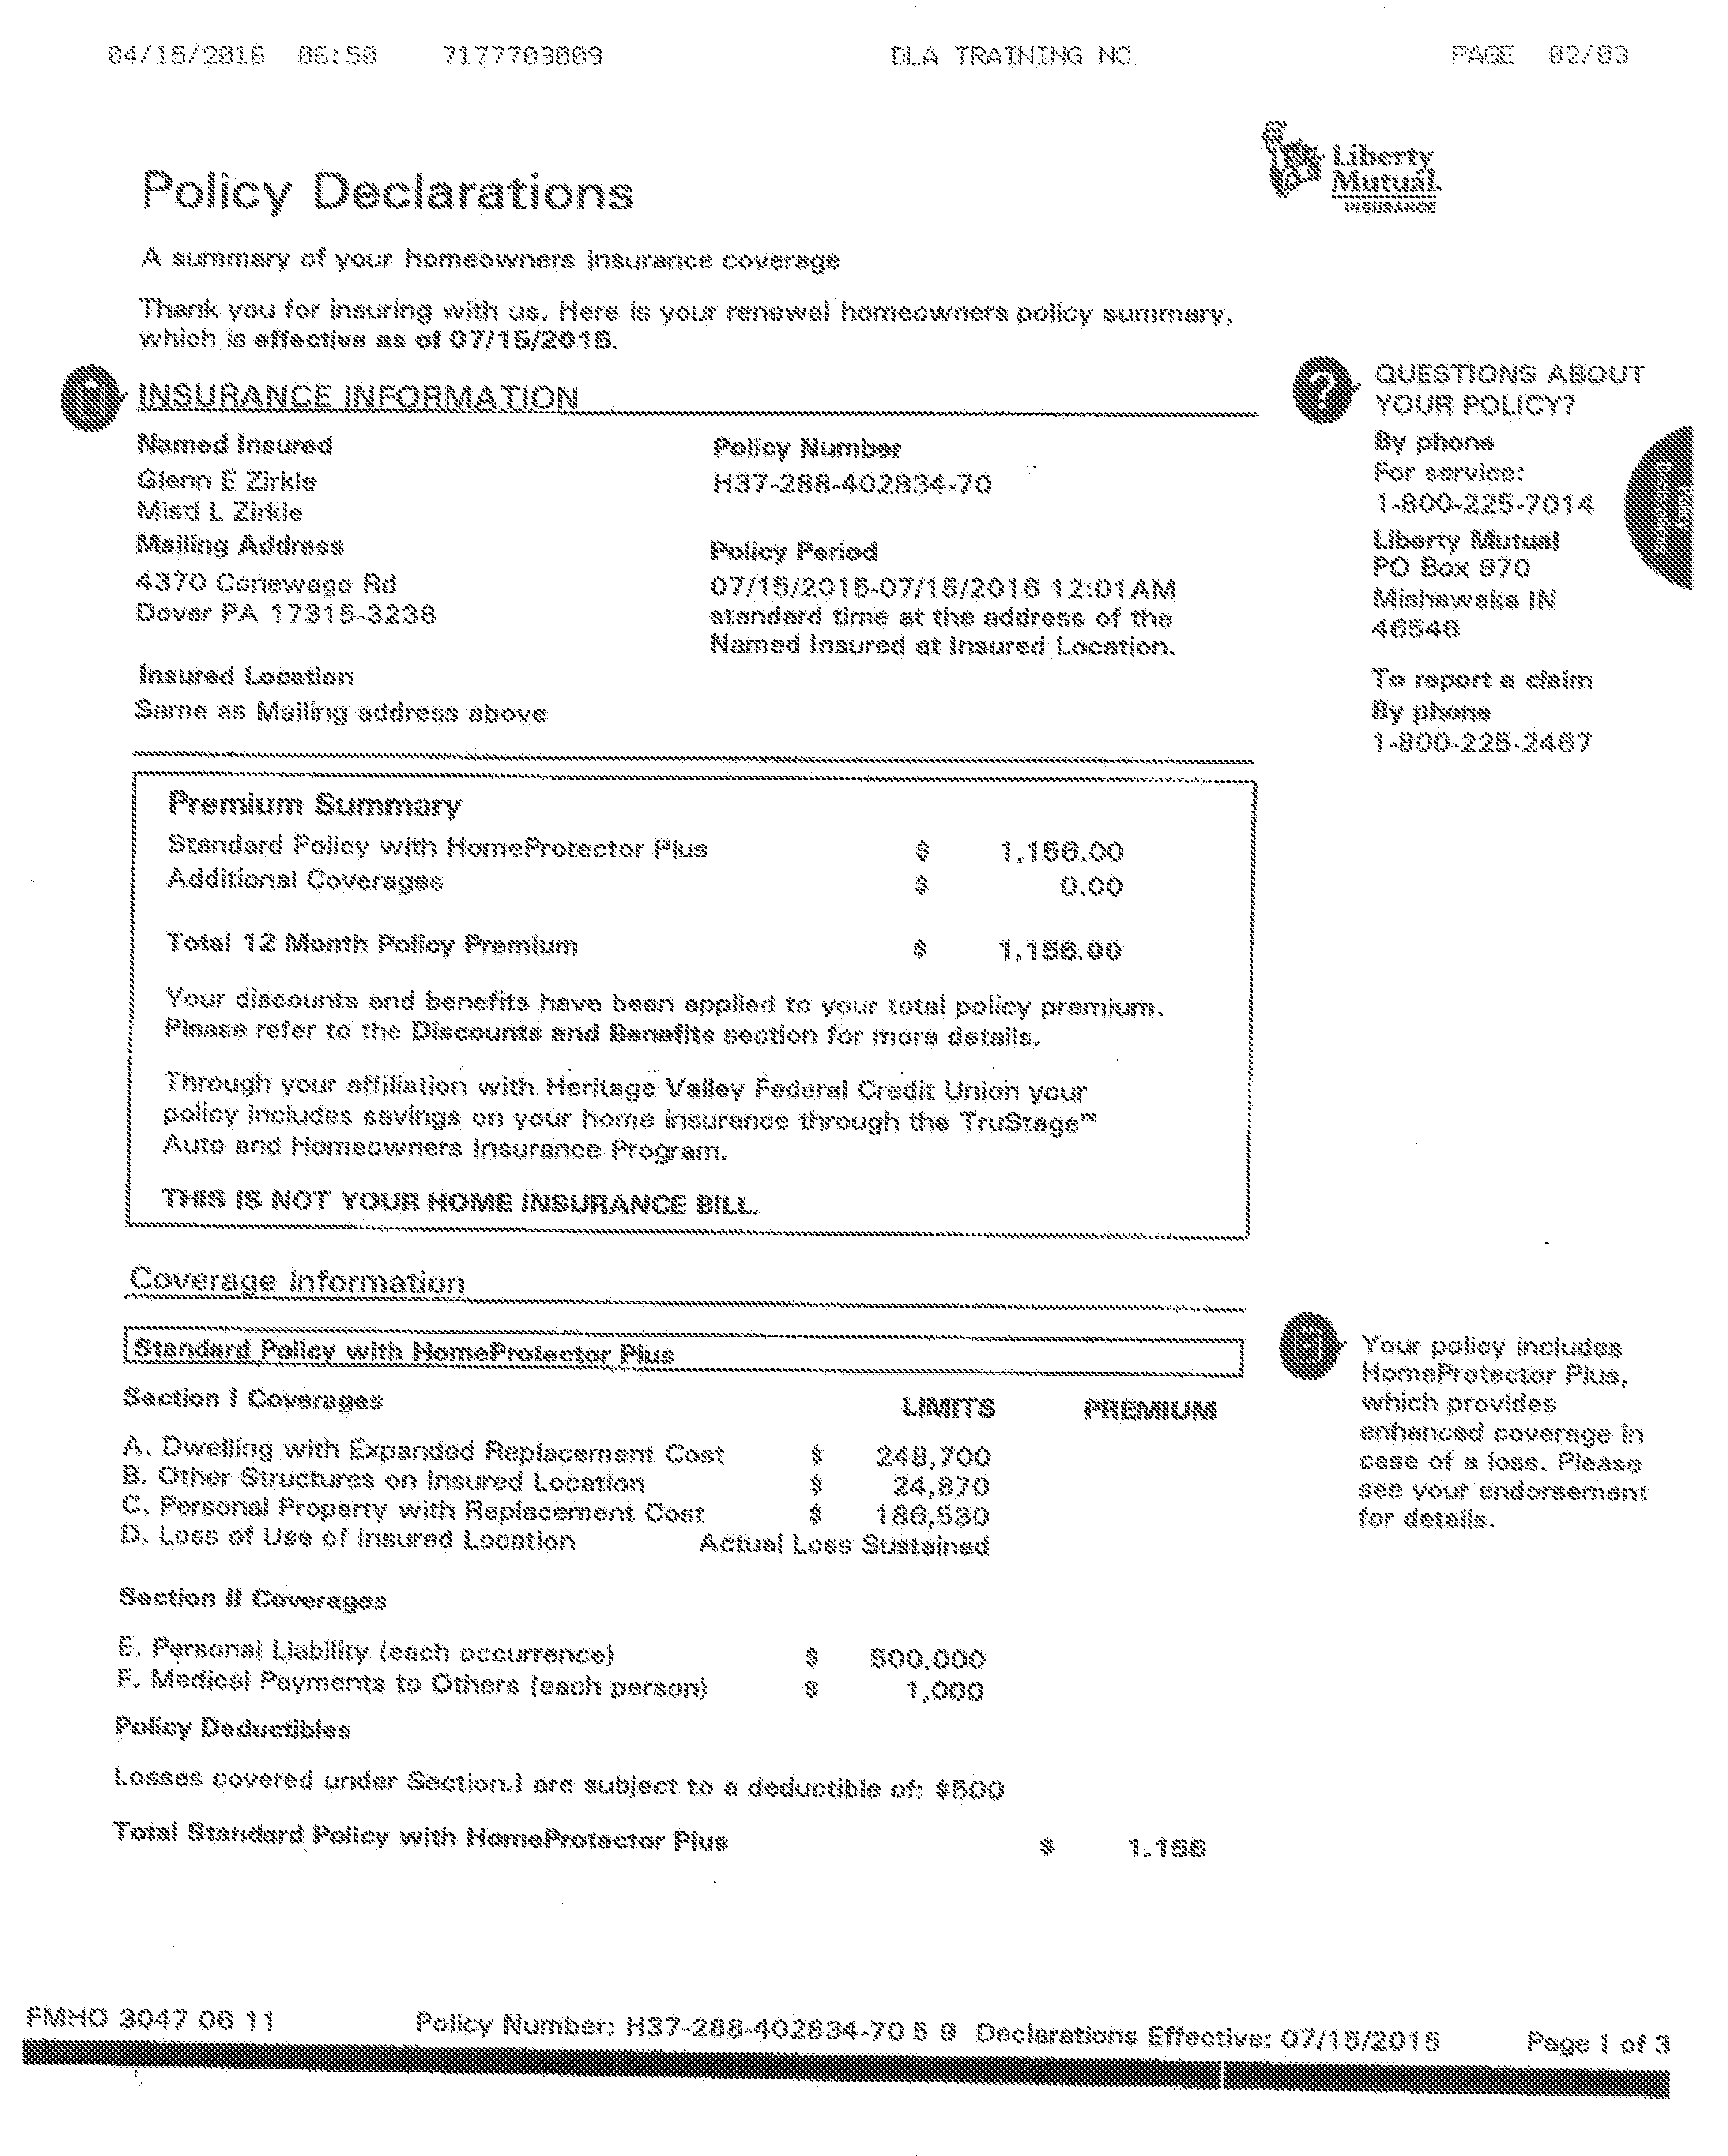 04/15/2016 06:58 7177703809 DLA TRAINING NC PAGE 02/03
Liberty
Mutual.
INSURANCE
Policy Declarations
A summary of your homeowners insurance coverage
Thank you for insuring with us. Here is your renewal homeowners policy summary,
which is effective as of 07/15/2015.
INSURANCE INFORMATION
Named Insured
Glenn E Zirkle
Misti L Zirkle
Mailing Address
4370 Conewago Rd
Dover PA 17315-3238
Insured Location
Same as Mailing address above
Policy Number
H37-288-402834-70
Policy Period
07/15/2015-07/15/2016 12:01AM
standard time at the address of the
Named Insured at Insured Location.
QUESTIONS ABOUT
YOUR POLICY?
By phone
For service:
1-800-225-7014
Liberty Mutual
PO Box 970
Mishawaka IN
46546
To report a claim
By phone
1-800-225-2467
Premium Summary
Standard Policy with HomeProtector Plus $ 1,156.00
Additional Coverages $ 0.00
Total 12 Month Policy Premium $ 1,156.00
Your discounts and benefits have been applied to your total policy premium.
Please refer to the Discounts and Benefits section for more details.
Through your affiliation with Heritage Valley Federal Credit Union your
policy includes savings on your home insurance through the TruStage™
Auto and Homeowners Insurance Program.
THIS IS NOT YOUR HOME INSURANCE BILL.
Coverage Information
Standard Policy with HomeProtector Plus
Section I Coverages LIMITS PREMIUM
A. Dwelling with Expanded Replacement Cost $ 248,700
B. Other Structures on Insured Location $ 24,870
C. Personal Property with Replacement Cost $ 186,530
D. Loss of Use of Insured Location Actual Loss Sustained
Section II Coverages
E. Personal Liability (each occurrence) $ 500,000
F. Medical Payments to Others (each person) $ 1,000
Policy Deductibles
Losses covered under Section I are subject to a deductible of: $500
Total Standard Policy with HomeProtector Plus $ 1,156
Your policy includes
HomeProtector Plus,
which provides
enhanced coverage in
case of a loss. Please
see your endorsement
for details.
FMHO 3047 06 11 Policy Number: H37-288-402834-70 5 9 Declarations Effective: 07/15/2015 Page 1 of 3